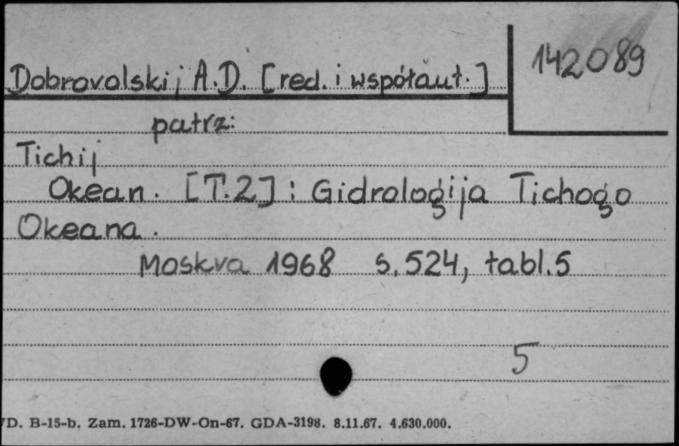 Dobrovolskij A.D. [red. i współaut.]
142089
patrz:
Tichij
Okean. [T.2] : Gidrologija Tichogo
Okeana.
Moskva 1968 s. 524, tabl. 5
5
D. B-15-b. Zam. 1726-DW-On-67. GDA-3198. 8.11.67. 4.630.000.